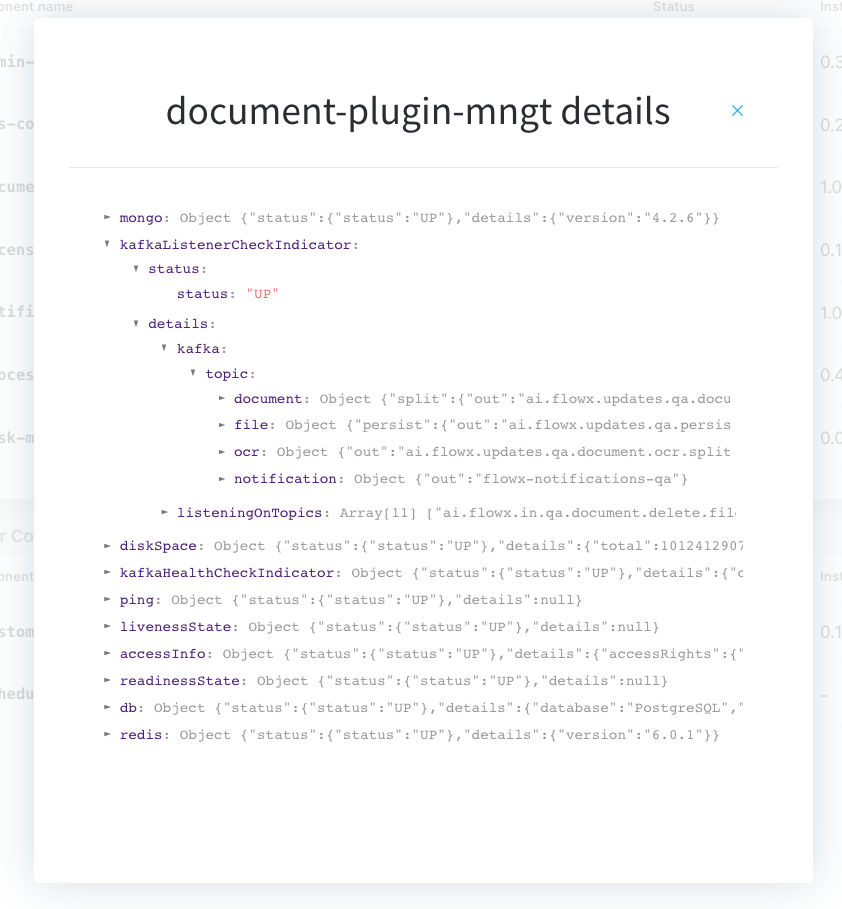 Status
document-plugin-mngt details
mongo: Object {"status":{"status":"UP"},"details":{"version":"4.2.6"}}
kafkaListenerCheckIndicator:
status:
status: "UP"
details:
kafka:
topic:
document: Object {"split":{"out":"ai.flowx.updates.qa.docu
file: Object {"persist":{"out":"ai.flowx.updates.qa.persis
ocr: Object {"out":"ai.flowx.updates.qa.document.ocr.split
notification: Object {"out":"flowx-notifications-qa"}
listeningOnTopics: Array[11] ["ai.flowx.in.qa.document.delete.file
diskSpace: Object {"status":{"status":"UP"},"details":{"total":1012412907
kafkaHealthCheckIndicator: Object {"status":{"status":"UP"},"details":{"
ping: Object {"status":{"status":"UP"},"details":null}
livenessState: Object {"status":{"status":"UP"},"details":null}
accessInfo: Object {"status":{"status":"UP"},"details":{"accessRights":{"
readinessState: Object {"status":{"status":"UP"},"details":null}
db: Object {"status":{"status":"UP"},"details":{"database":"PostgreSQL","
redis: Object {"status":{"status":"UP"},"details":{"version":"6.0.1"}}